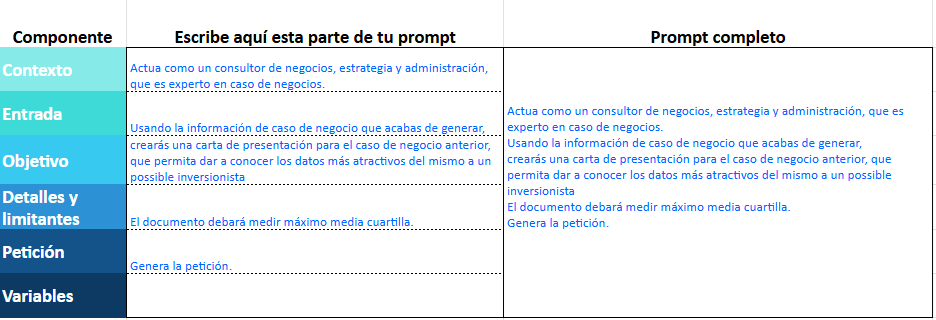 Componente
Escribe aquí esta parte de tu prompt
Prompt completo
Contexto
Actua como un consultor de negocios, estrategia y administración,
que es experto en caso de negocios.
Entrada
Usando la información de caso de negocio que acabas de generar,
Objetivo
crearás una carta de presentación para el caso de negocio anterior,
que permita dar a conocer los datos más atractivos del mismo a un
possible inversionista
Detalles y
limitantes
El documento debará medir máximo media cuartilla.
Petición
Genera la petición.
Variables
Actua como un consultor de negocios, estrategia y administración, que es
experto en caso de negocios.
Usando la información de caso de negocio que acabas de generar,
crearás una carta de presentación para el caso de negocio anterior, que
permita dar a conocer los datos más atractivos del mismo a un possible
inversionista
El documento debará medir máximo media cuartilla.
Genera la petición.